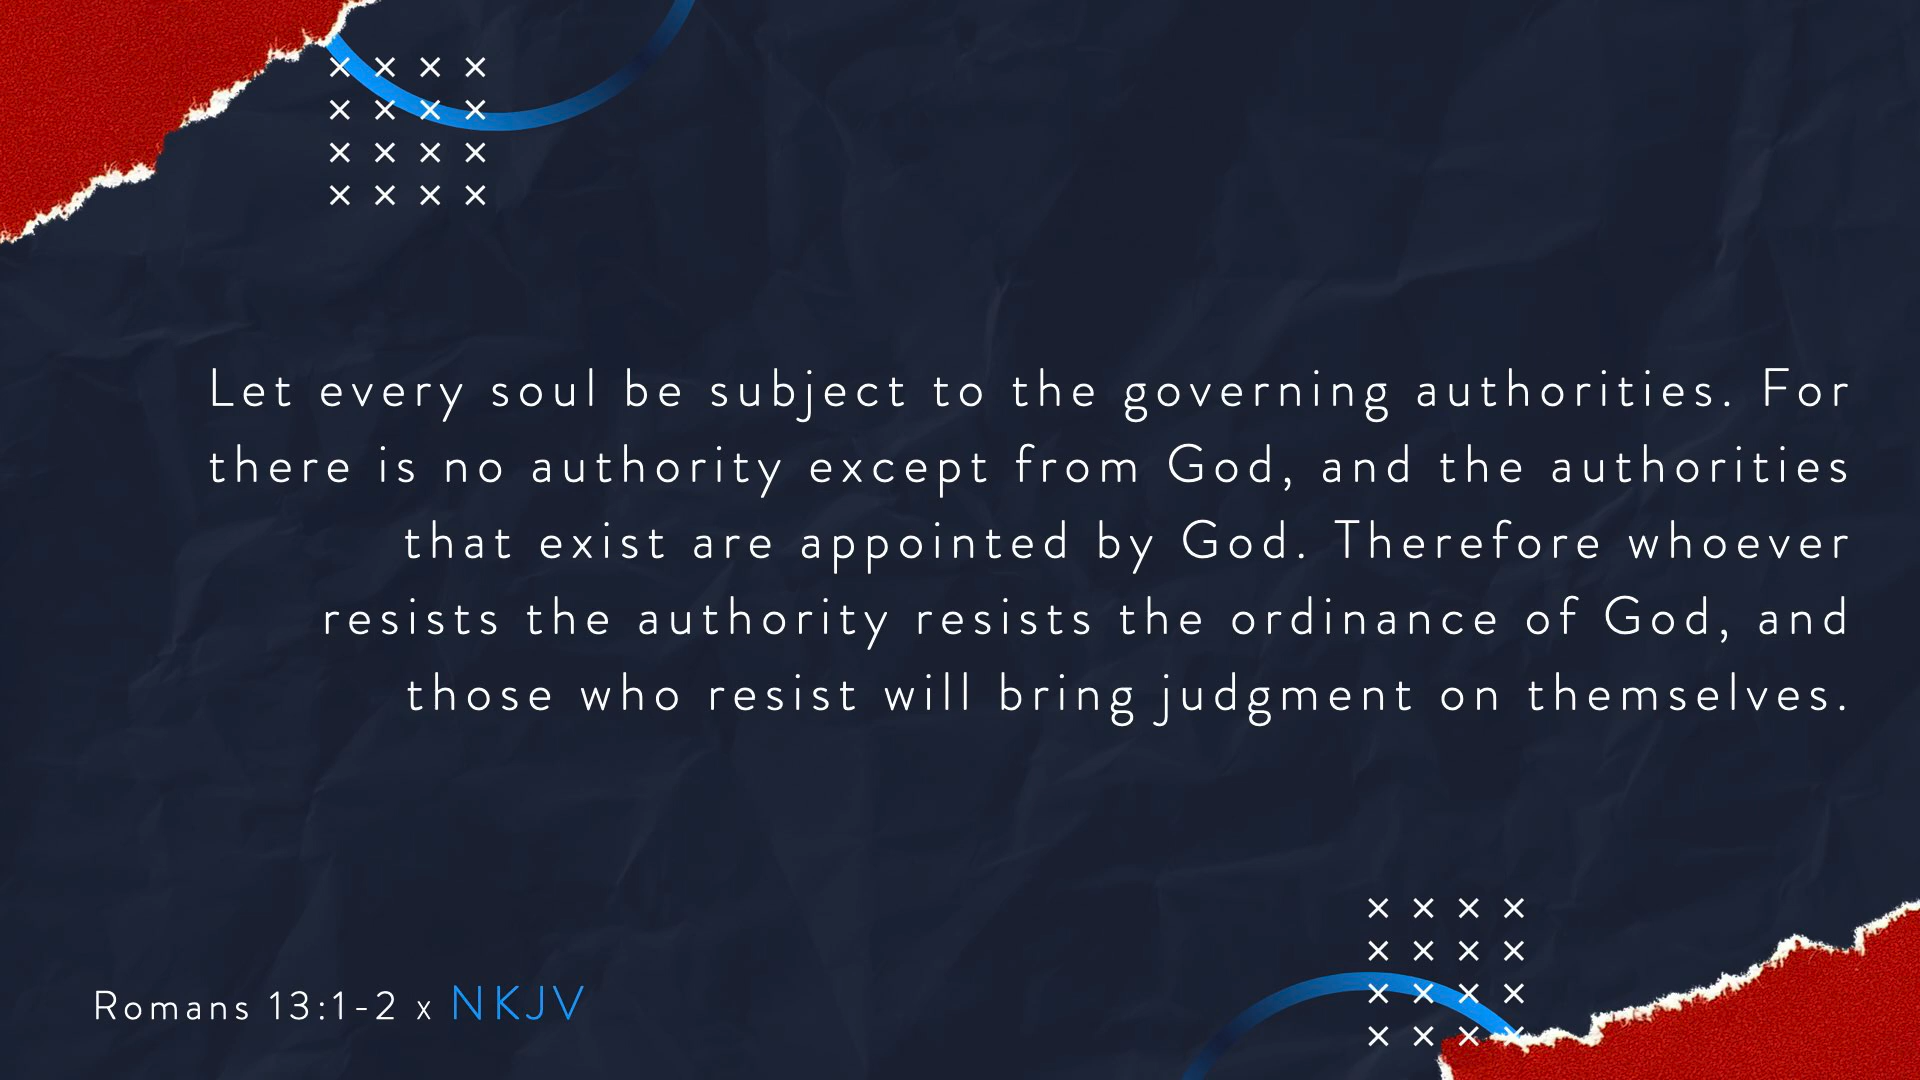 Let every soul be subject to the governing authorities. For
there is no authority except from God, and the authorities
that exist are appointed by God. Therefore whoever
resists the authority resists the ordinance of God, and
those who resist will bring judgment on themselves.
Romans 13:1-2 x NKJV